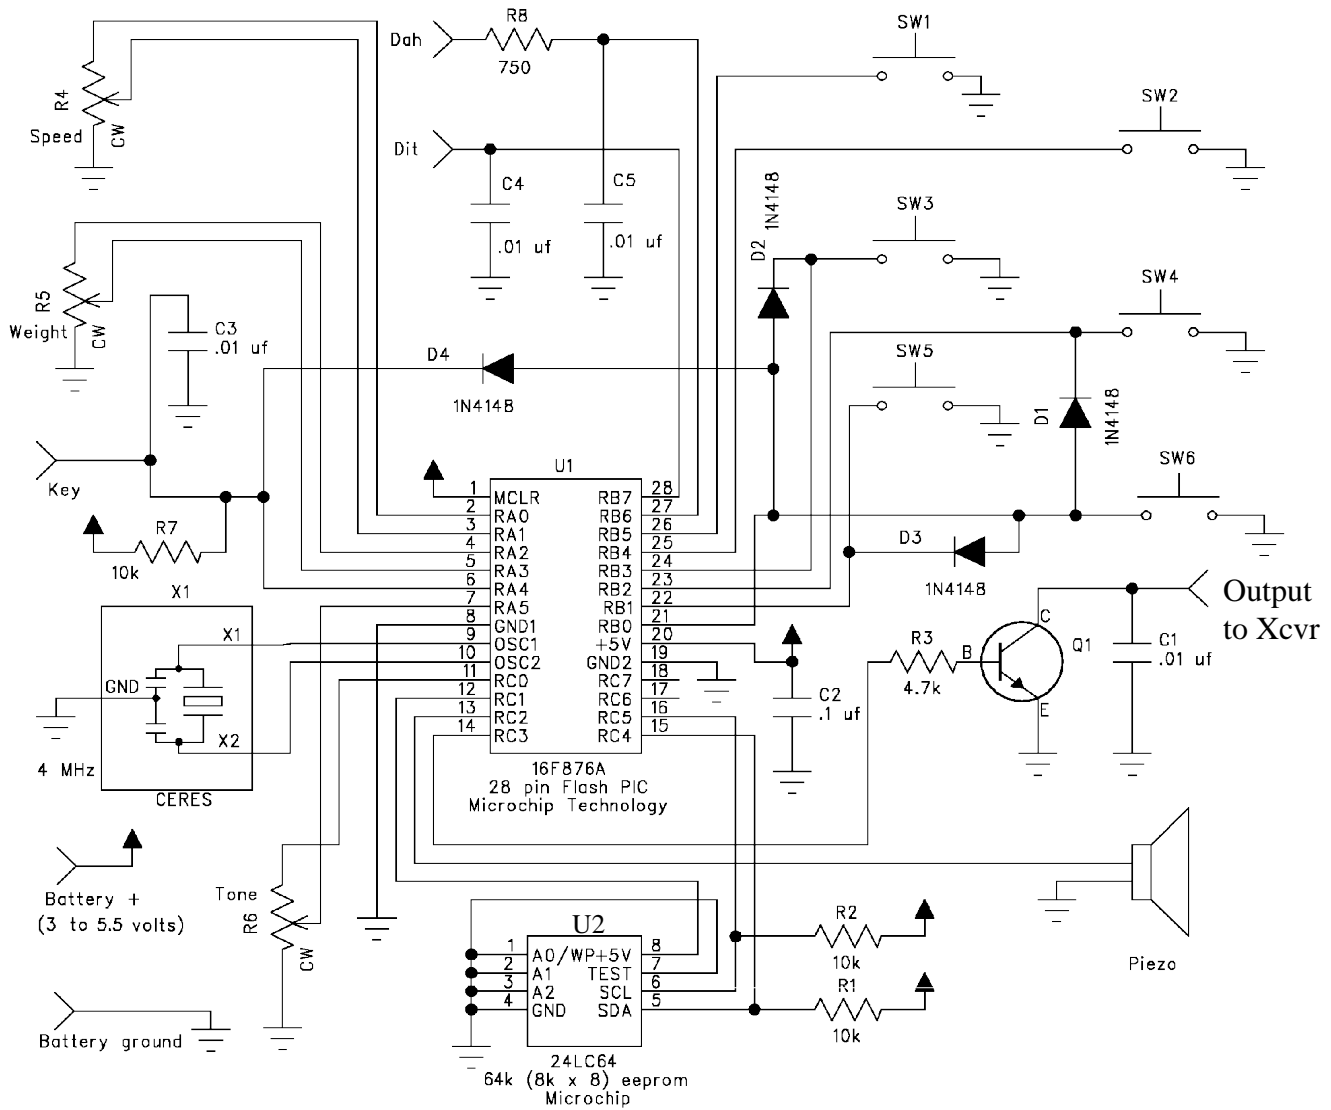 R8
Dah
750
SW1
R4
Speed
CW
SW2
Dit
C4
.01 uf
C5
.01 uf
1N4148
D2
SW3
R5
Weight
CW
C3
.01 uf
D4
1N4148
SW4
SW5
D1
1N4148
Key
R7
10k
SW6
D3
1N4148
U1
1 MCLR RB7 28
2 RA0 RB6 27
3 RA1 RB5 26
4 RA2 RB4 25
5 RA3 RB3 24
6 RA4 RB2 23
7 RA5 RB1 22
8 GND1 RB0 21
9 OSC1 +5V 20
10 OSC2 GND2 19
11 RC0 RC7 18
12 RC1 RC6 17
13 RC2 RC5 16
14 RC3 RC4 15
16F876A
28 pin Flash PIC
Microchip Technology
X1
X1
GND
X2
4 MHz
CERES
C2
.1 uf
R3
4.7k
B
C
E
Q1
C1
.01 uf
Output
to Xcvr
Battery +
(3 to 5.5 volts)
Tone
R6
CW
Battery ground
U2
1 A0/WP+5V 8
2 A1 TEST 7
3 A2 SCL 6
4 GND SDA 5
24LC64
64k (8k x 8) eeprom
Microchip
R2
10k
R1
10k
Piezo